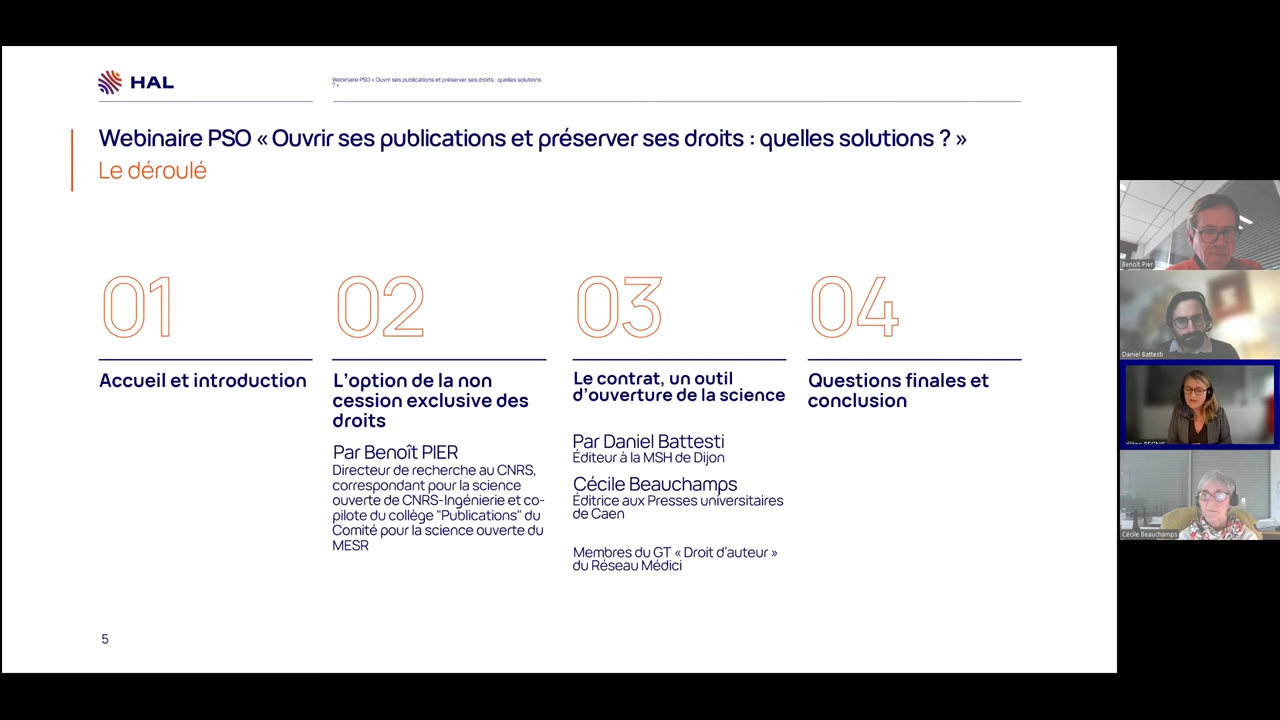 HAL
Webinaire PSO « Ouvrir ses publications et préserver ses droits : quelles solutions
? »
Webinaire PSO « Ouvrir ses publications et préserver ses droits : quelles solutions ? »
Le déroulé
01
Accueil et introduction
02
L'option de la non
cession exclusive des
droits
Par Benoît PIER
Directeur de recherche au CNRS,
correspondant pour la science
ouverte de CNRS-Ingénierie et co-
pilote du collège "Publications" du
Comité pour la science ouverte du
MESR
03
Le contrat, un outil
d'ouverture de la science
Par Daniel Battesti
Éditeur à la MSH de Dijon
Cécile Beauchamps
Éditrice aux Presses universitaires
de Caen
Membres du GT « Droit d'auteur »
du Réseau Médici
04
Questions finales et
conclusion
5
Benoît Pier
Daniel Battesti
Cécile Beauchamps